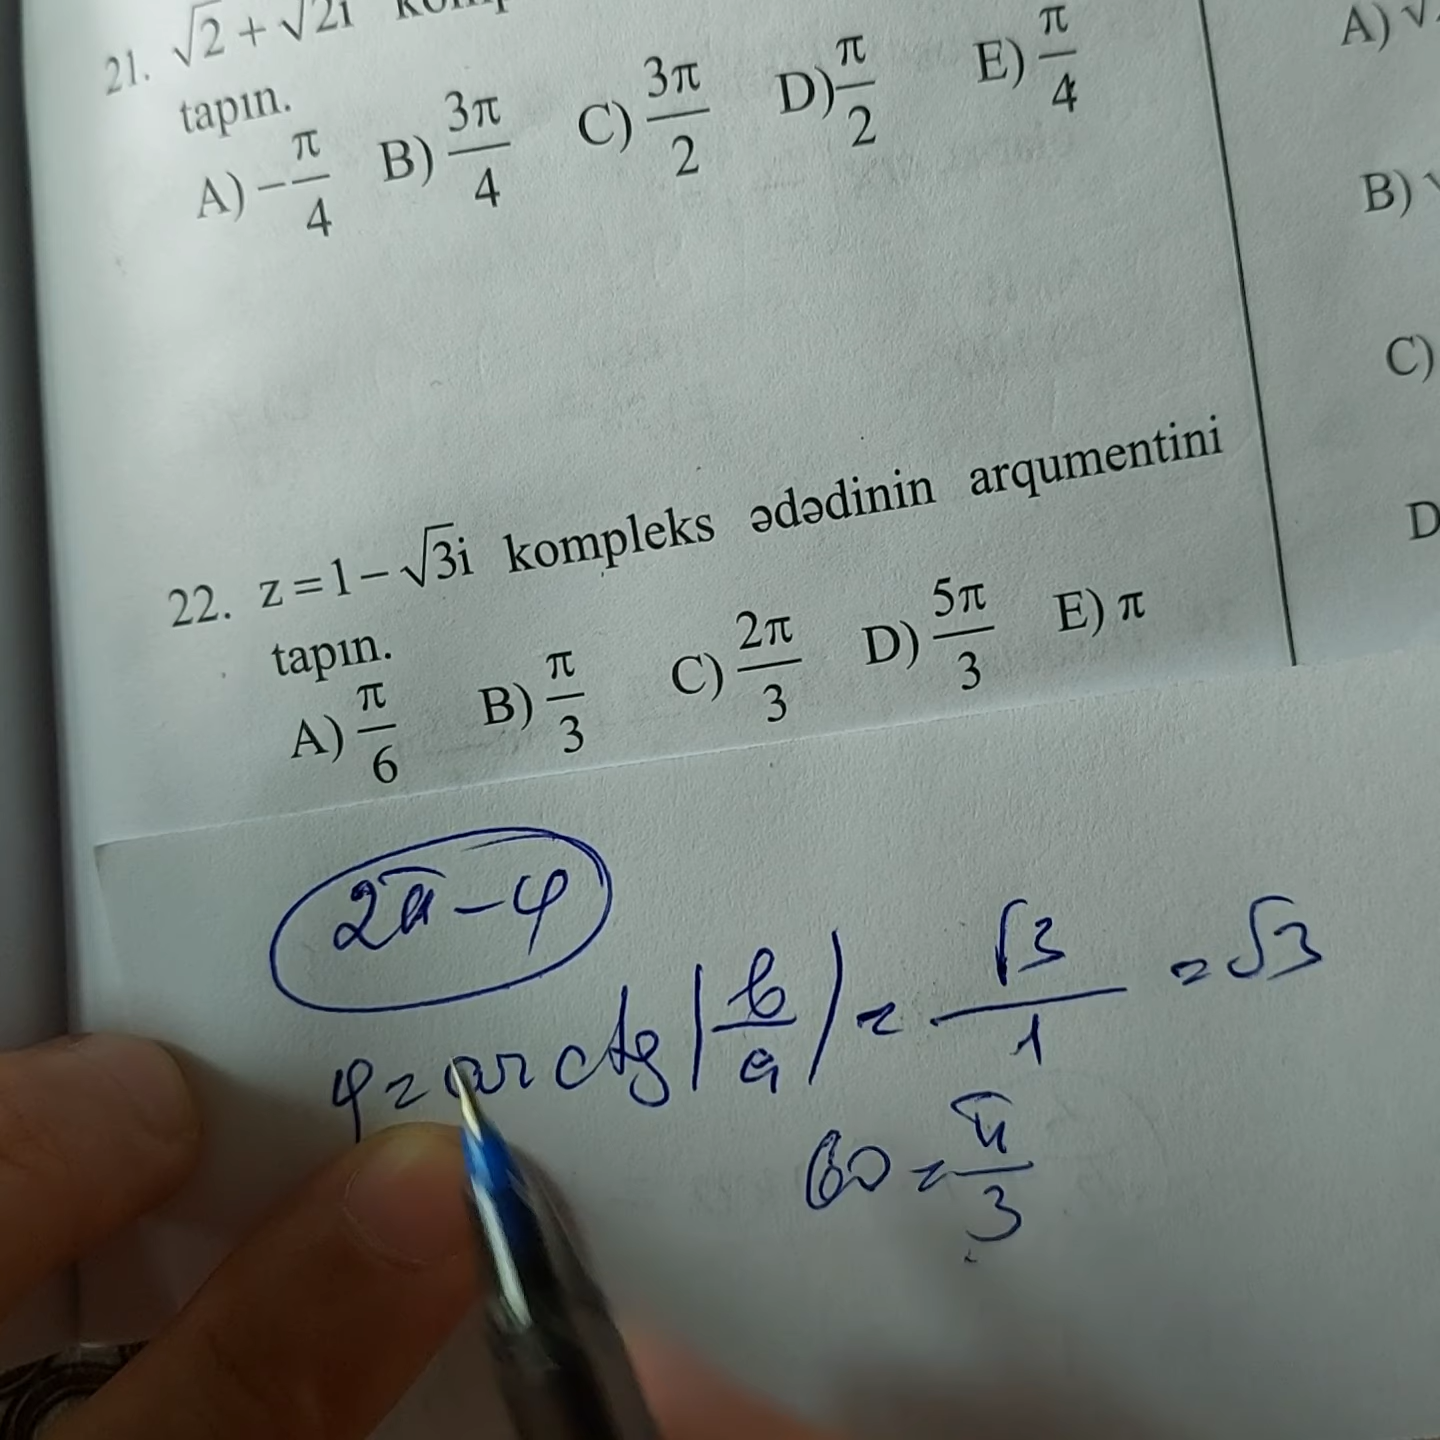 21. √2 + √2i
tapın.
A) −π/4 B) 3π/4 C) 3π/2 D) π/2 E) π/4
22. z = 1 − √3i kompleks ədədinin arqumentini
tapın.
A) π/6 B) π/3 C) 2π/3 D) 5π/3 E) π
A) √
B)
C)
D
2π − φ
φ = arctg |b/a| = √3/1 = √3
60 = π/3